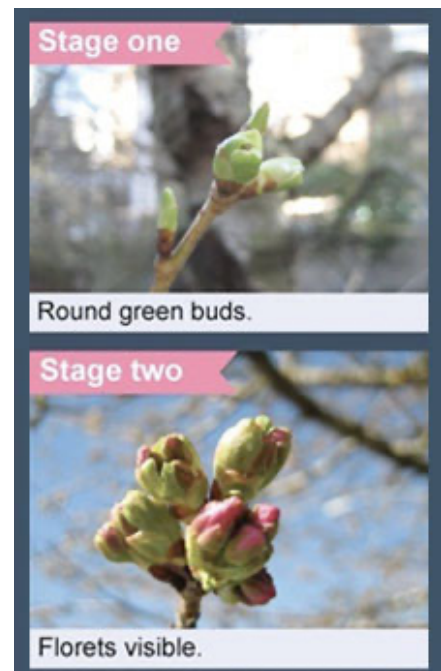 Stage one
Round green buds.
Stage two
Florets visible.